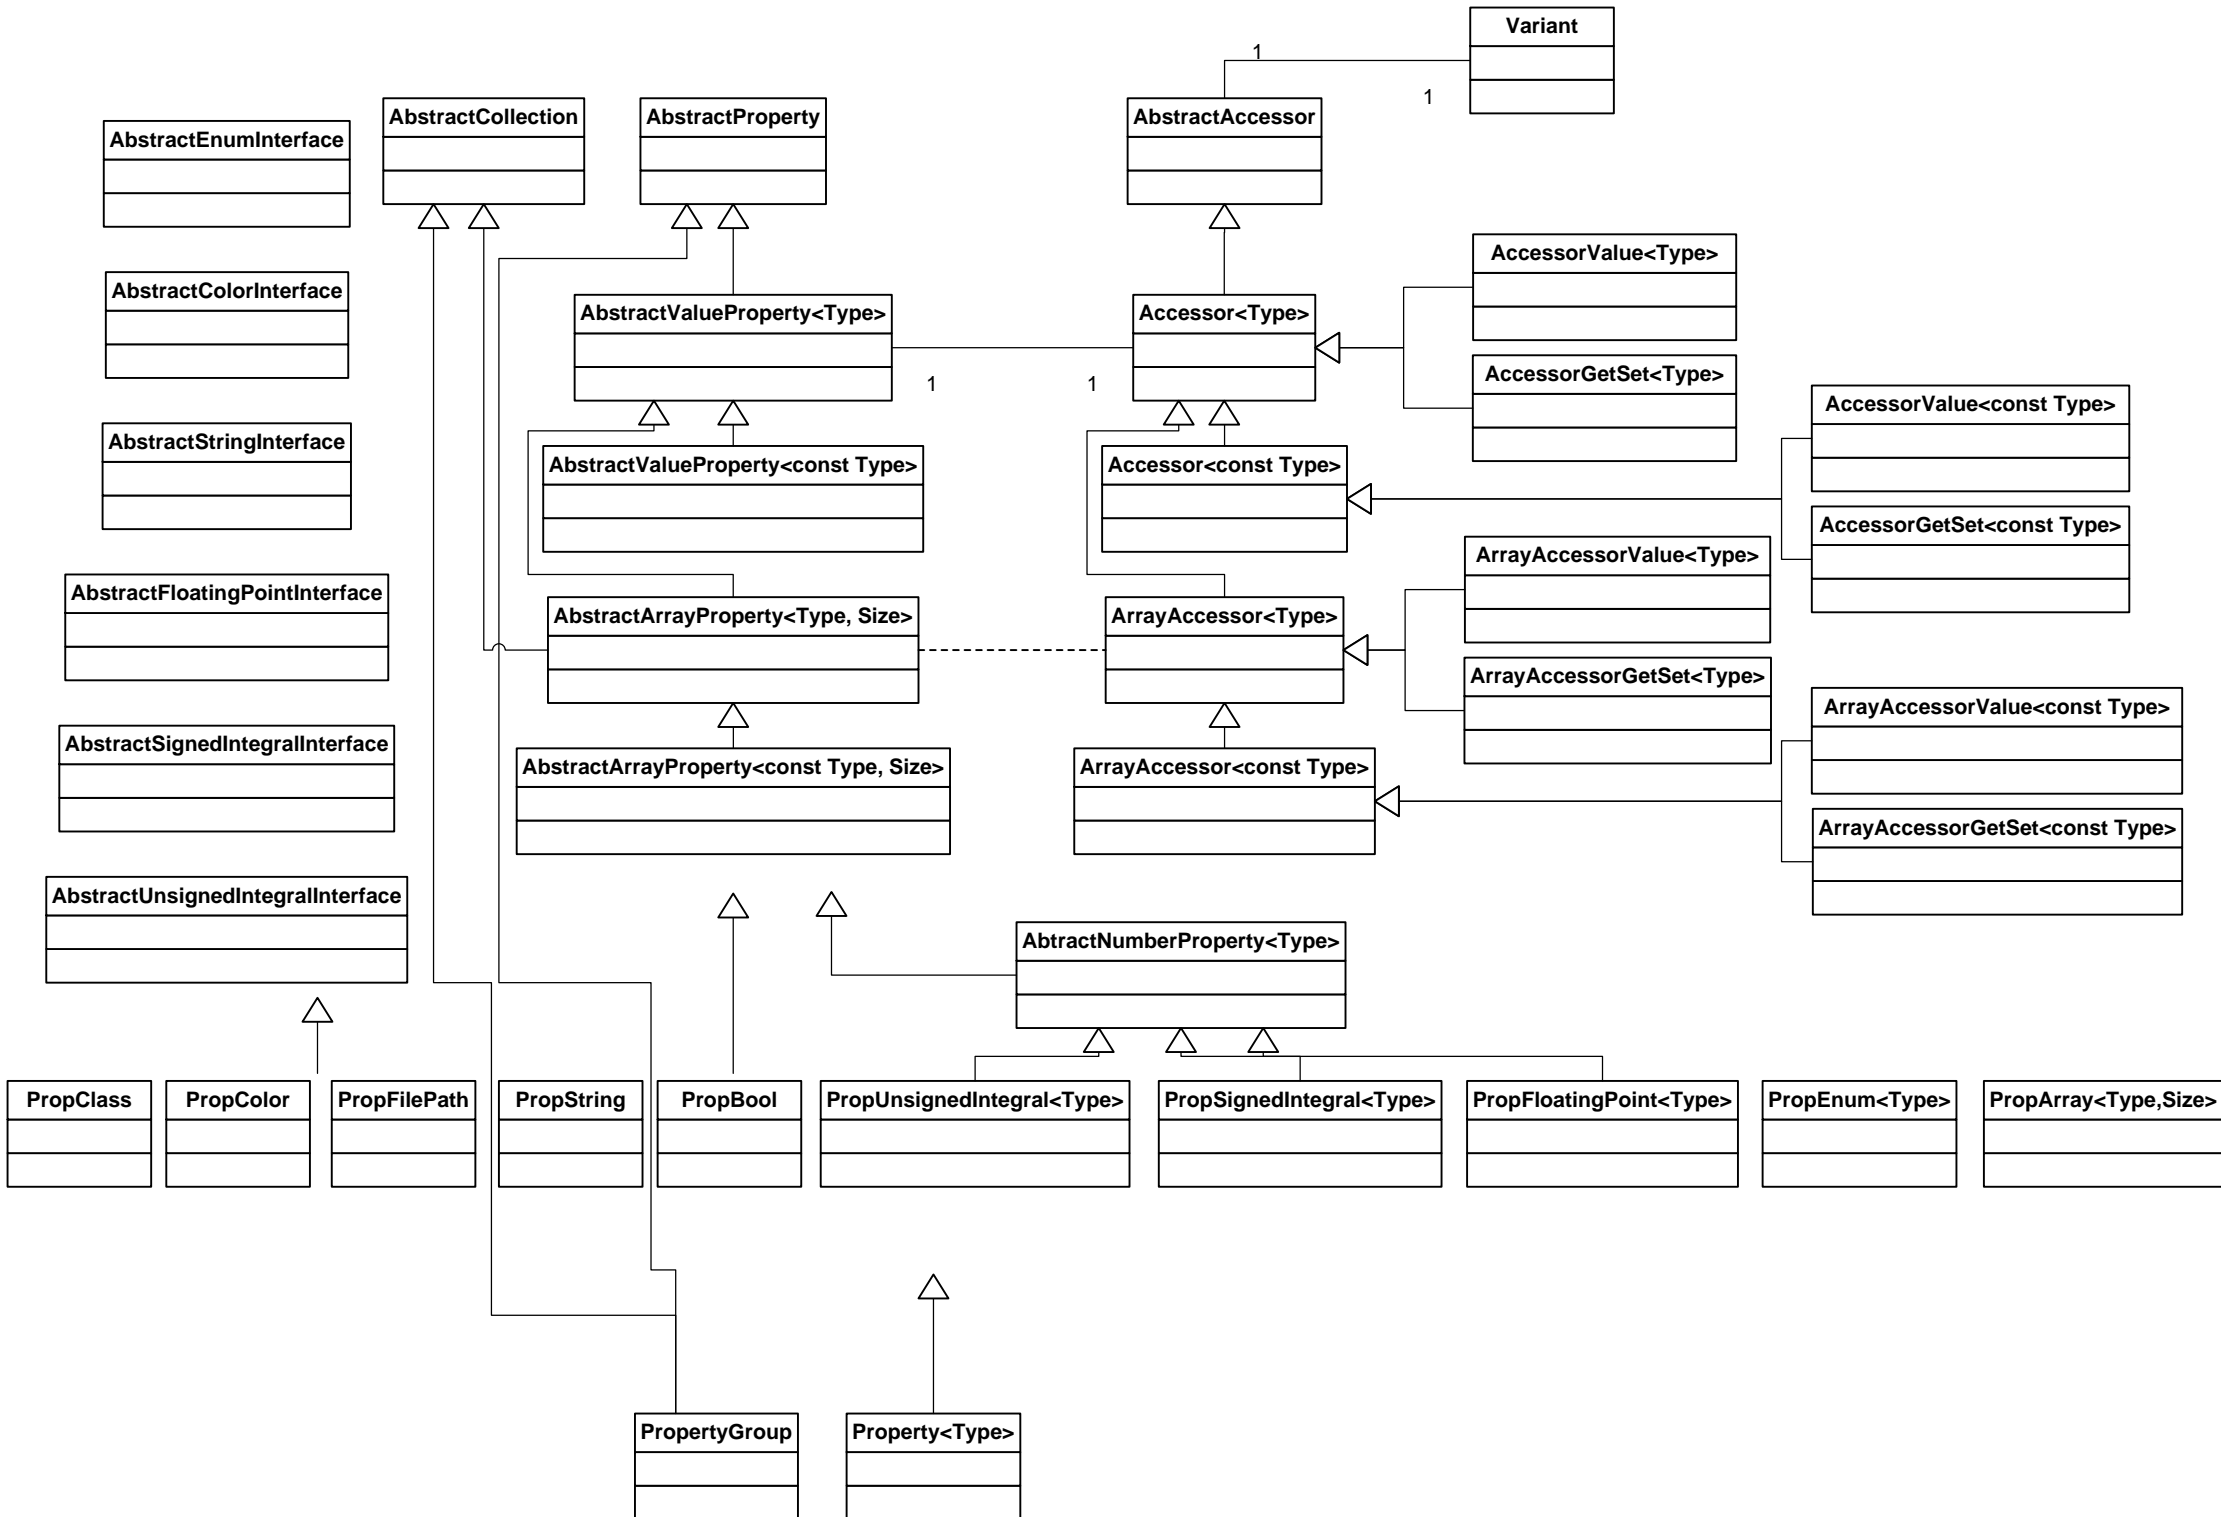 Variant
1
1
AbstractCollection
AbstractProperty
AbstractAccessor
AbstractEnumInterface
AccessorValue<Type>
AbstractColorInterface
AbstractValueProperty<Type>
Accessor<Type>
1
1
AccessorGetSet<Type>
AccessorValue<const Type>
AbstractStringInterface
AbstractValueProperty<const Type>
Accessor<const Type>
AccessorGetSet<const Type>
ArrayAccessorValue<Type>
AbstractFloatingPointInterface
AbstractArrayProperty<Type, Size>
ArrayAccessor<Type>
ArrayAccessorGetSet<Type>
ArrayAccessorValue<const Type>
AbstractSignedIntegralInterface
AbstractArrayProperty<const Type, Size>
ArrayAccessor<const Type>
ArrayAccessorGetSet<const Type>
AbstractUnsignedIntegralInterface
AbtractNumberProperty<Type>
PropClass
PropColor
PropFilePath
PropString
PropBool
PropUnsignedIntegral<Type>
PropSignedIntegral<Type>
PropFloatingPoint<Type>
PropEnum<Type>
PropArray<Type,Size>
PropertyGroup
Property<Type>